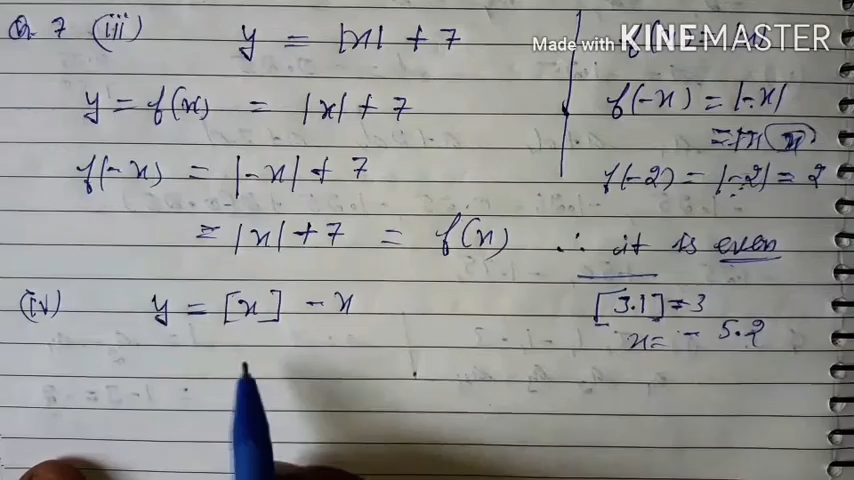 Q. 7 (iii) y = |x| + 7
Made with KINEMASTER
y = f(x) = |x| + 7
f(-x) = |-x|
f(-x) = |-x| + 7
f(-2) = |-2| = 2
= |x| + 7 = f(x) ∴ it is even
(iv) y = [x] - x
[3.1] = 3
x = - 5.2